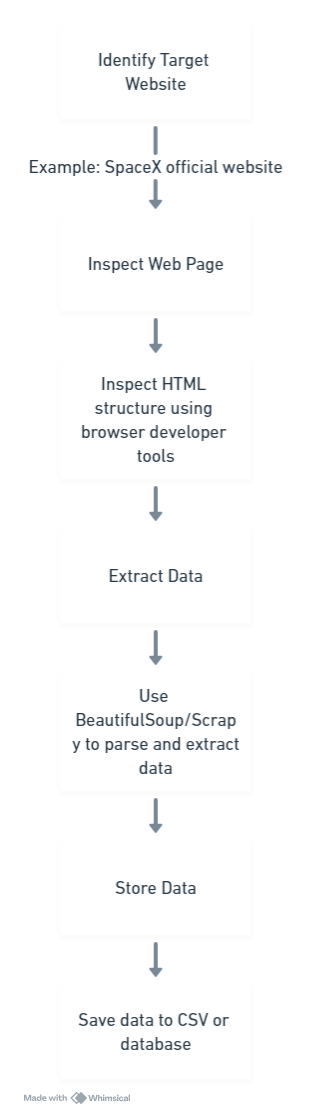 Identify Target
Website
Example: SpaceX official website
Inspect Web Page
Inspect HTML
structure using
browser developer
tools
Extract Data
Use
BeautifulSoup/Scrap
y to parse and extract
data
Store Data
Save data to CSV or
database
Made with Whimsical